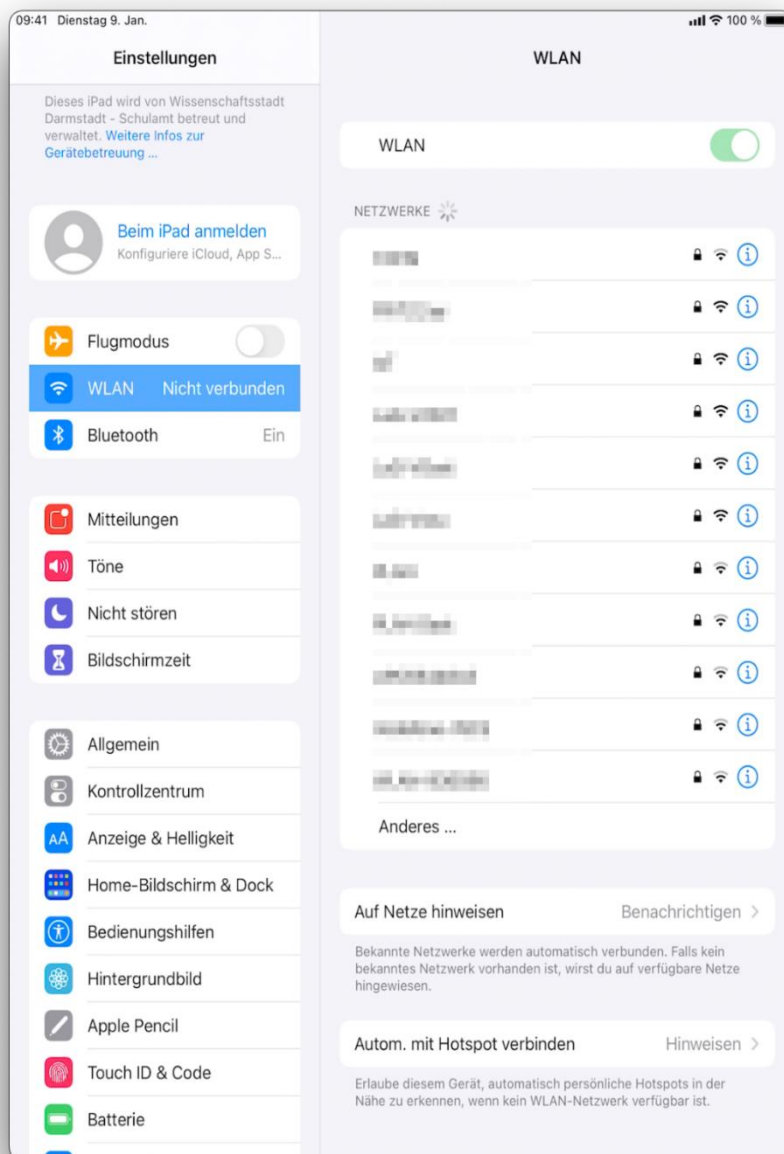 09:41 Dienstag 9. Jan.
100 %
Einstellungen
Dieses iPad wird von Wissenschaftsstadt
Darmstadt - Schulamt betreut und
verwaltet. Weitere Infos zur
Gerätebetreuung ...
Beim iPad anmelden
Konfiguriere iCloud, App S...
Flugmodus
WLAN Nicht verbunden
Bluetooth Ein
Mitteilungen
Töne
Nicht stören
Bildschirmzeit
Allgemein
Kontrollzentrum
AA Anzeige & Helligkeit
Home-Bildschirm & Dock
Bedienungshilfen
Hintergrundbild
Apple Pencil
Touch ID & Code
Batterie
WLAN
WLAN
NETZWERKE
Anderes ...
Auf Netze hinweisen Benachrichtigen
Bekannte Netzwerke werden automatisch verbunden. Falls kein
bekanntes Netzwerk vorhanden ist, wirst du auf verfügbare Netze
hingewiesen.
Autom. mit Hotspot verbinden Hinweisen
Erlaube diesem Gerät, automatisch persönliche Hotspots in der
Nähe zu erkennen, wenn kein WLAN-Netzwerk verfügbar ist.